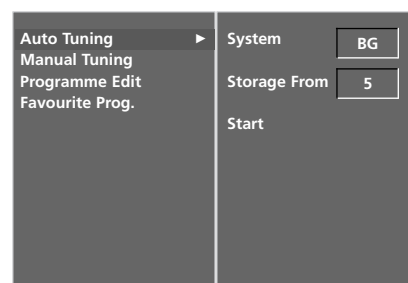 Auto Tuning ►
Manual Tuning
Programme Edit
Favourite Prog.
System BG
Storage From 5
Start